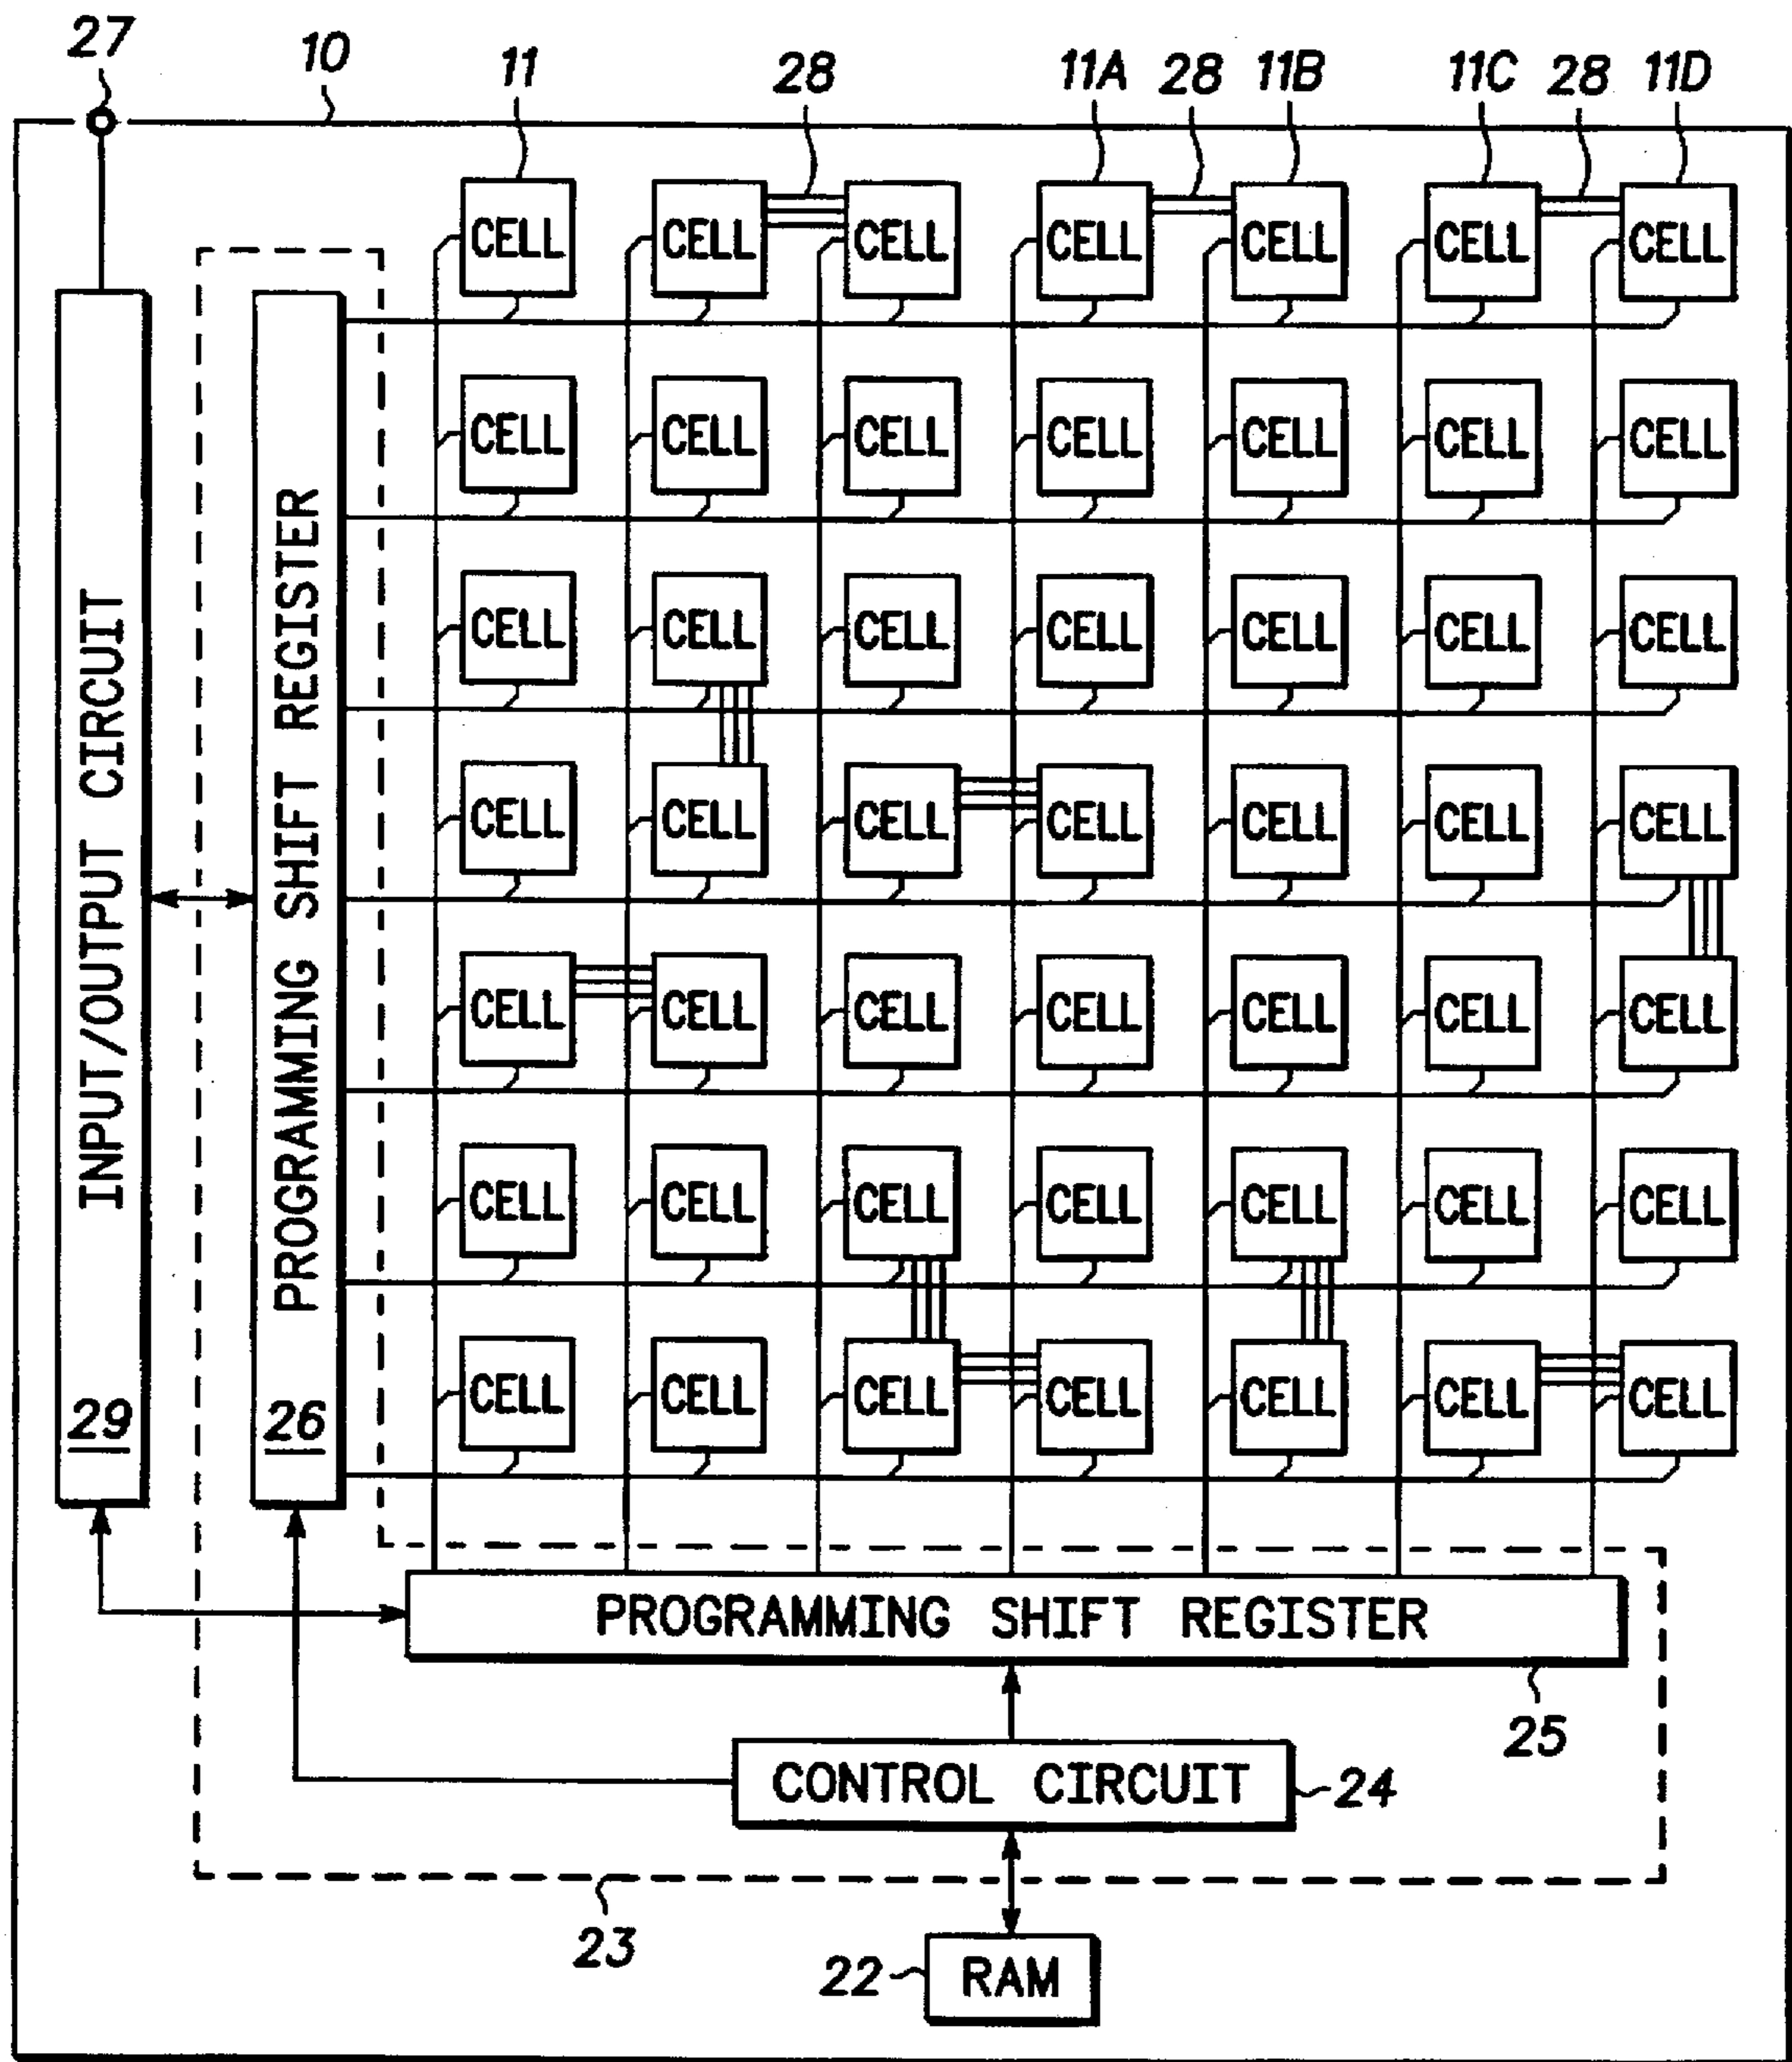 27 10 11 28 11A 28 11B 11C 28 11D
CELL CELL CELL CELL CELL CELL CELL
CELL CELL CELL CELL CELL CELL CELL
CELL CELL CELL CELL CELL CELL CELL
CELL CELL CELL CELL CELL CELL CELL
CELL CELL CELL CELL CELL CELL CELL
CELL CELL CELL CELL CELL CELL CELL
CELL CELL CELL CELL CELL CELL CELL
INPUT/OUTPUT CIRCUIT
29
PROGRAMMING SHIFT REGISTER
26
PROGRAMMING SHIFT REGISTER
25
CONTROL CIRCUIT
24
23
22
RAM